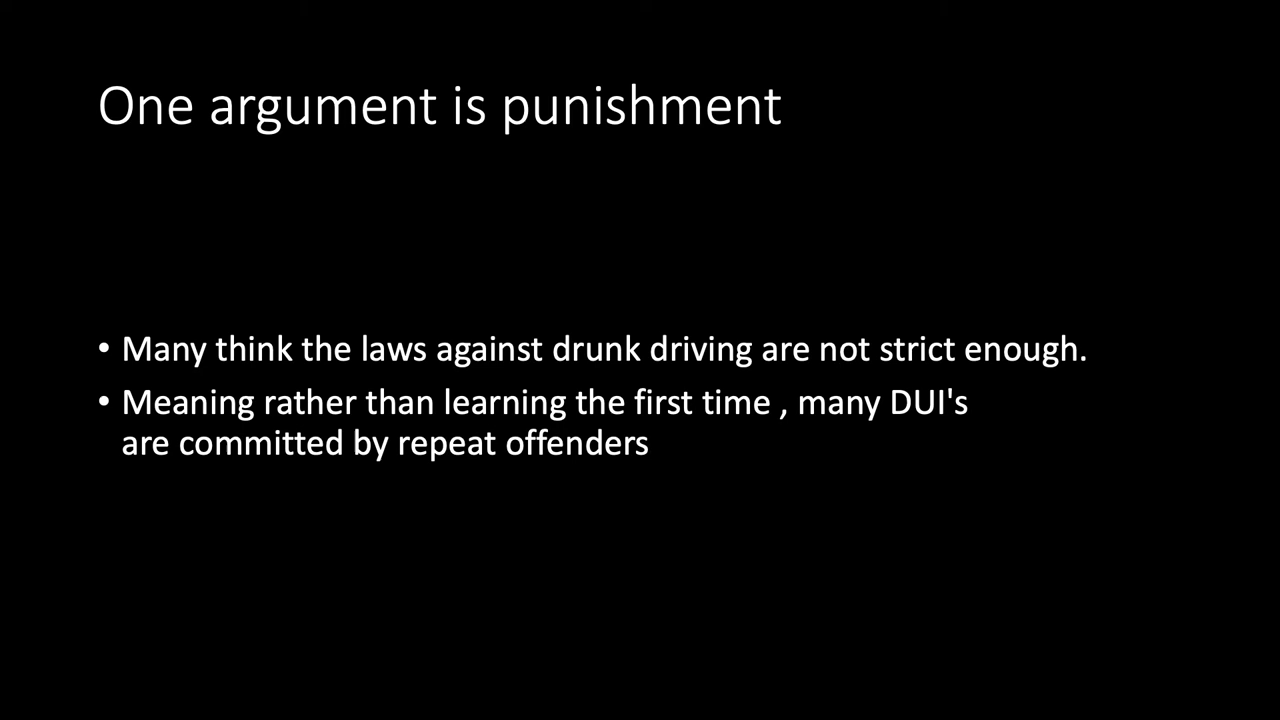 One argument is punishment
• Many think the laws against drunk driving are not strict enough.
• Meaning rather than learning the first time , many DUI's
are committed by repeat offenders